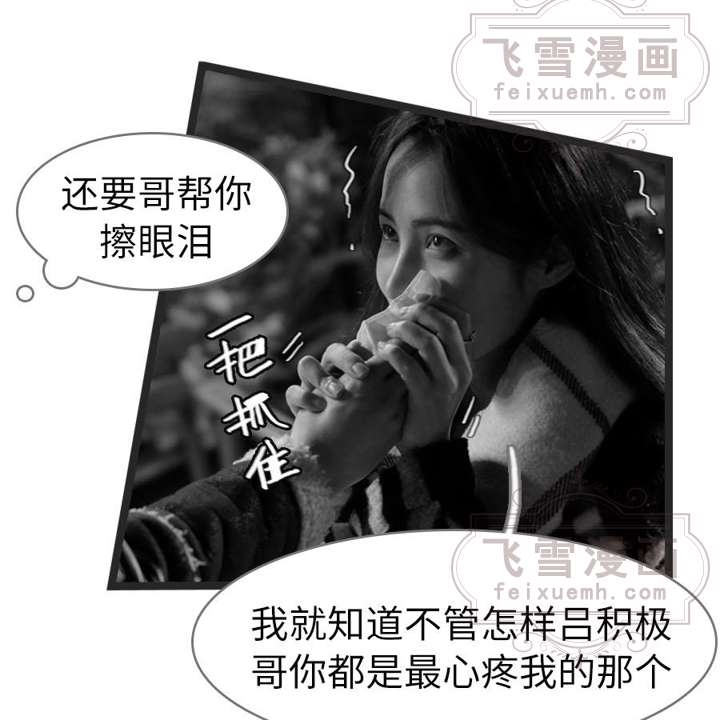 飞雪漫画
feixuemh.com
还要哥帮你
擦眼泪
一把抓住
飞雪漫画
feixuemh.com
我就知道不管怎样吕积极
哥你都是最心疼我的那个